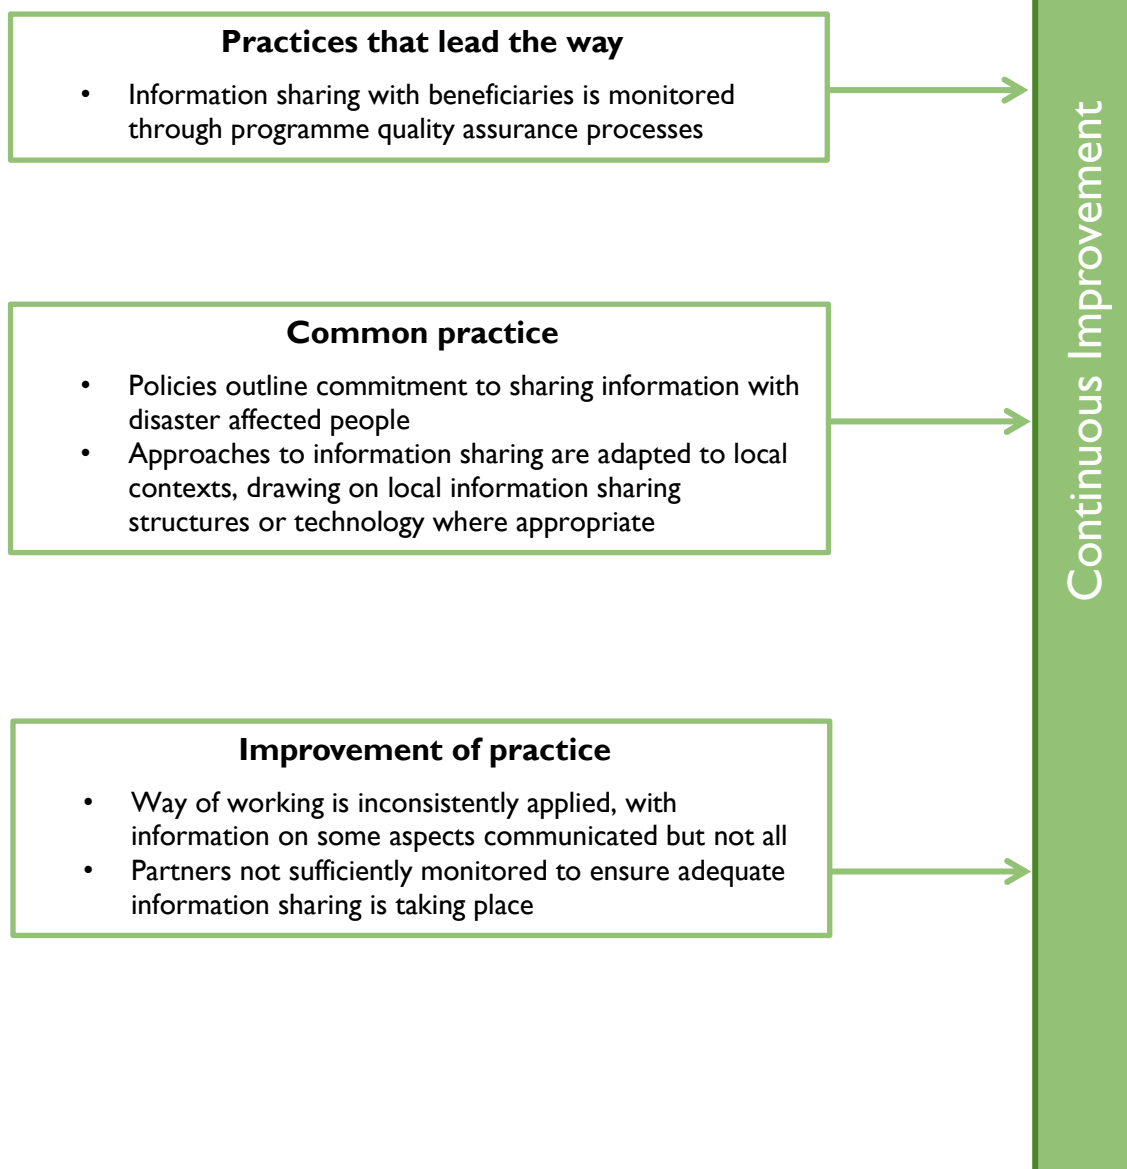 Practices that lead the way
• Information sharing with beneficiaries is monitored
through programme quality assurance processes
Common practice
• Policies outline commitment to sharing information with
disaster affected people
• Approaches to information sharing are adapted to local
contexts, drawing on local information sharing
structures or technology where appropriate
Improvement of practice
• Way of working is inconsistently applied, with
information on some aspects communicated but not all
• Partners not sufficiently monitored to ensure adequate
information sharing is taking place
Continuous Improvement